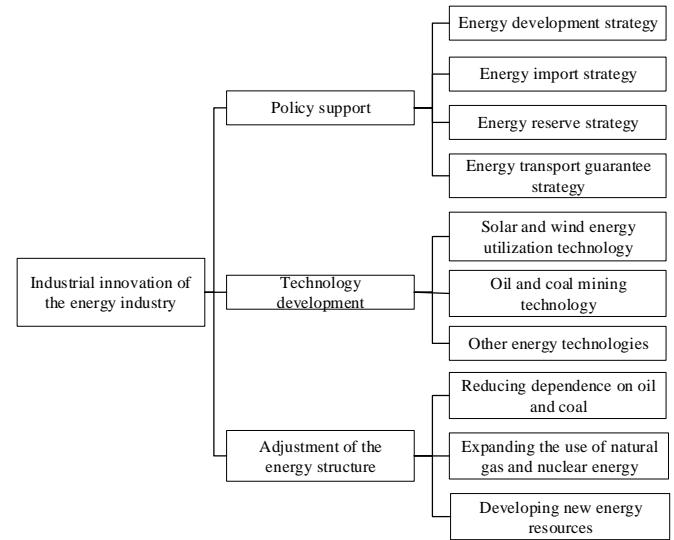 Industrial innovation of
the energy industry
Policy support
Energy development strategy
Energy import strategy
Energy reserve strategy
Energy transport guarantee
strategy
Technology
development
Solar and wind energy
utilization technology
Oil and coal mining
technology
Other energy technologies
Adjustment of the
energy structure
Reducing dependence on oil
and coal
Expanding the use of natural
gas and nuclear energy
Developing new energy
resources